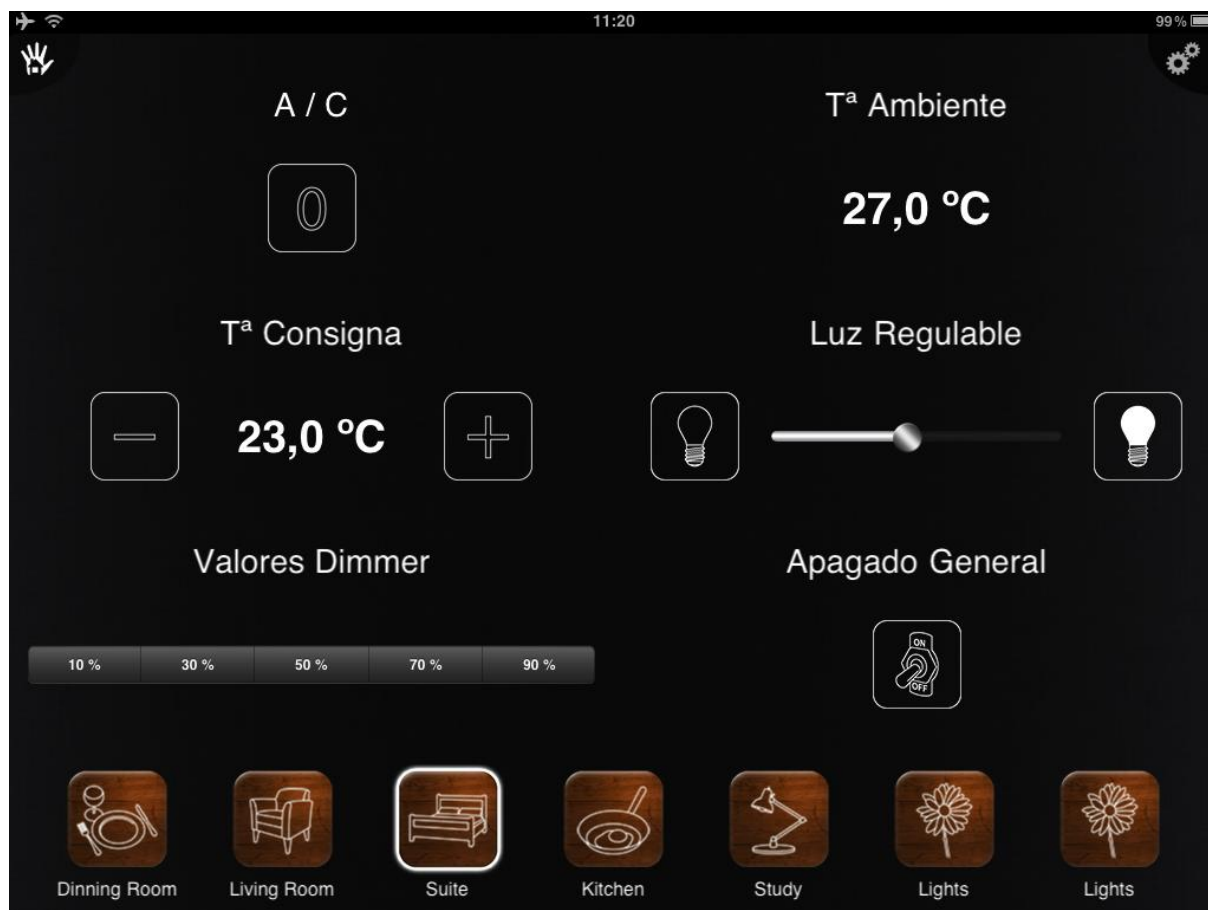 11:20
99 %
A / C
Tª Ambiente
0
27,0 ºC
Tª Consigna
Luz Regulable
23,0 ºC
Valores Dimmer
Apagado General
ON
OFF
10 % 30 % 50 % 70 % 90 %
Dinning Room Living Room Suite Kitchen Study Lights Lights